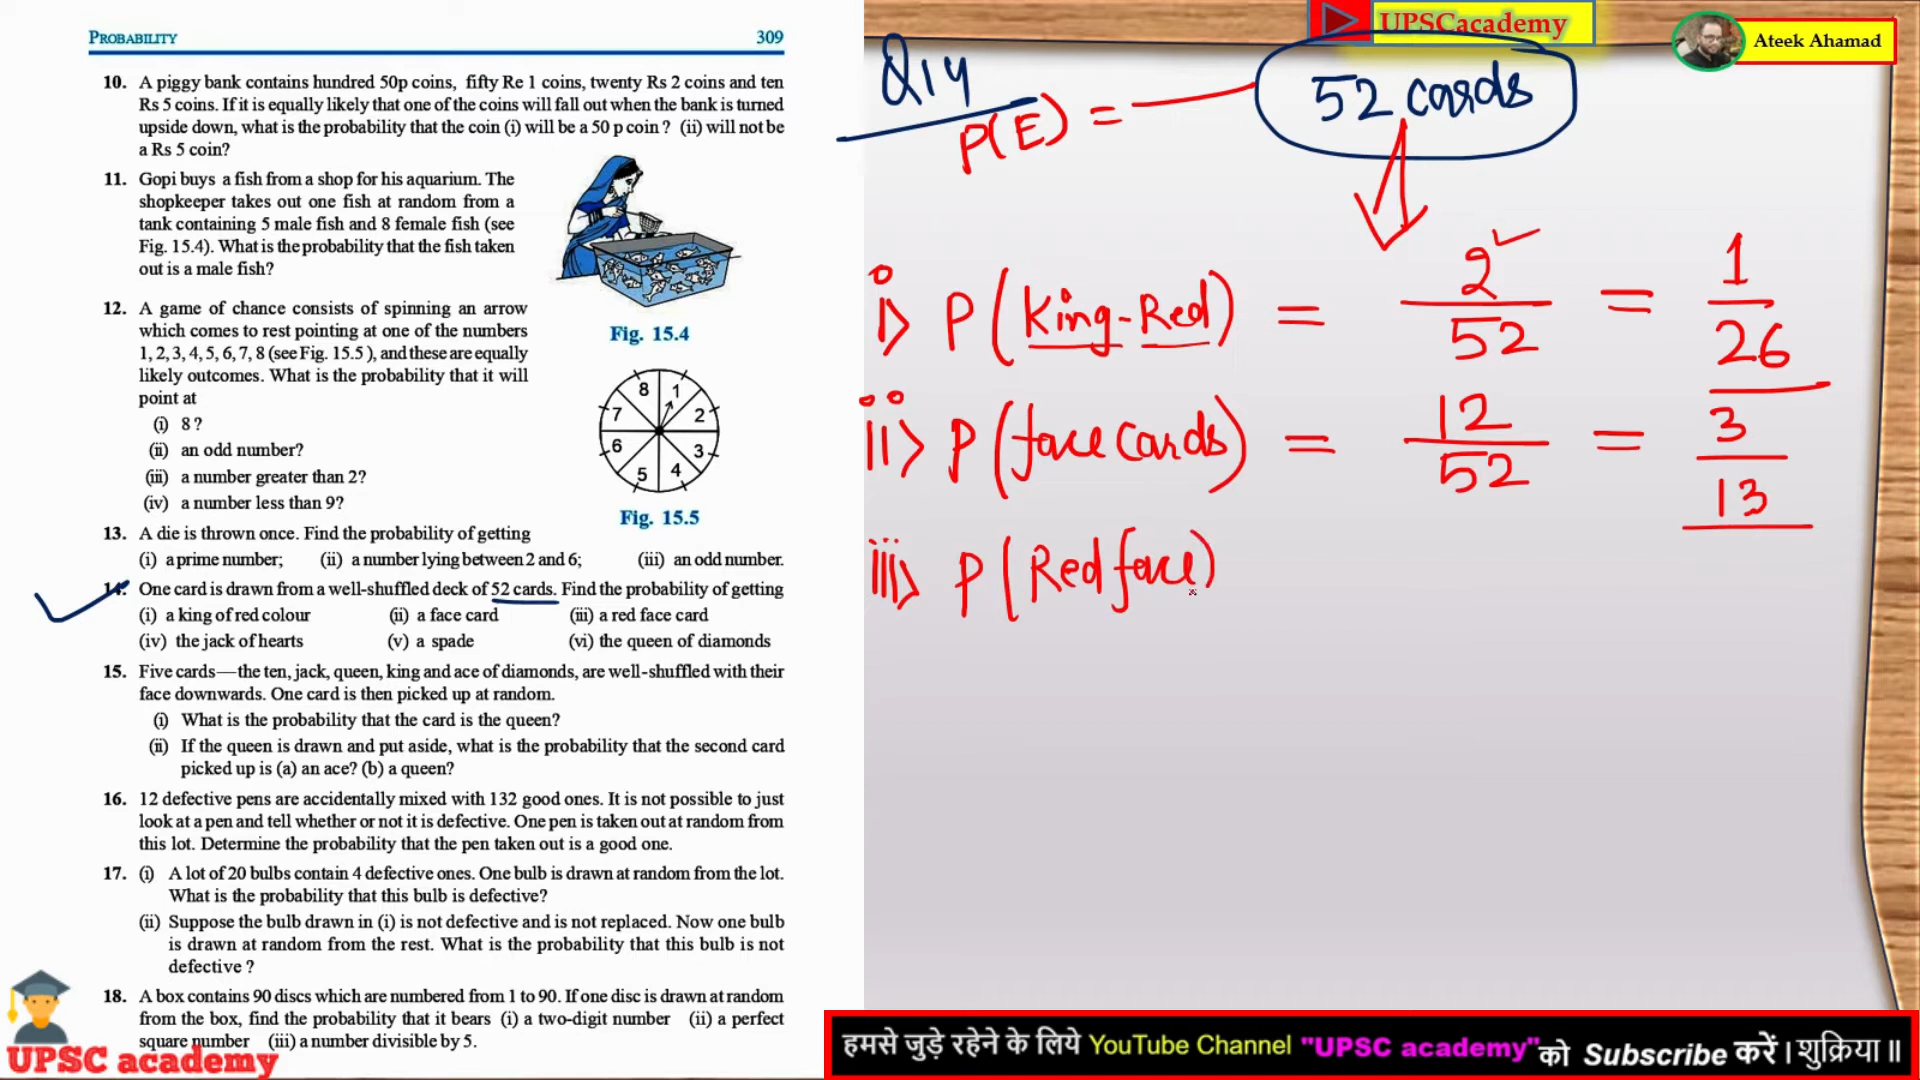 PROBABILITY 309
10. A piggy bank contains hundred 50p coins, fifty Re 1 coins, twenty Rs 2 coins and ten
Rs 5 coins. If it is equally likely that one of the coins will fall out when the bank is turned
upside down, what is the probability that the coin (i) will be a 50 p coin ? (ii) will not be
a Rs 5 coin?
11. Gopi buys a fish from a shop for his aquarium. The
shopkeeper takes out one fish at random from a
tank containing 5 male fish and 8 female fish (see
Fig. 15.4). What is the probability that the fish taken
out is a male fish?
Fig. 15.4
12. A game of chance consists of spinning an arrow
which comes to rest pointing at one of the numbers
1, 2, 3, 4, 5, 6, 7, 8 (see Fig. 15.5 ), and these are equally
likely outcomes. What is the probability that it will
point at
(i) 8 ?
(ii) an odd number?
(iii) a number greater than 2?
(iv) a number less than 9?
8 1
7 2
6 3
5 4
Fig. 15.5
13. A die is thrown once. Find the probability of getting
(i) a prime number; (ii) a number lying between 2 and 6; (iii) an odd number.
14. One card is drawn from a well-shuffled deck of 52 cards. Find the probability of getting
(i) a king of red colour (ii) a face card (iii) a red face card
(iv) the jack of hearts (v) a spade (vi) the queen of diamonds
15. Five cards—the ten, jack, queen, king and ace of diamonds, are well-shuffled with their
face downwards. One card is then picked up at random.
(i) What is the probability that the card is the queen?
(ii) If the queen is drawn and put aside, what is the probability that the second card
picked up is (a) an ace? (b) a queen?
16. 12 defective pens are accidentally mixed with 132 good ones. It is not possible to just
look at a pen and tell whether or not it is defective. One pen is taken out at random from
this lot. Determine the probability that the pen taken out is a good one.
17. (i) A lot of 20 bulbs contain 4 defective ones. One bulb is drawn at random from the lot.
What is the probability that this bulb is defective?
(ii) Suppose the bulb drawn in (i) is not defective and is not replaced. Now one bulb
is drawn at random from the rest. What is the probability that this bulb is not
defective ?
18. A box contains 90 discs which are numbered from 1 to 90. If one disc is drawn at random
from the box, find the probability that it bears (i) a two-digit number (ii) a perfect
square number (iii) a number divisible by 5.
UPSC academy
UPSCacademy
Ateek Ahamad
Q14
P(E) =
52 cards
i> P(King-Red) = 2/52 = 1/26
ii> P(face cards) = 12/52 = 3/13
iii> P(Red face)
हमसे जुड़े रहेने के लिये YouTube Channel "UPSC academy" को Subscribe करें । शुक्रिया ॥